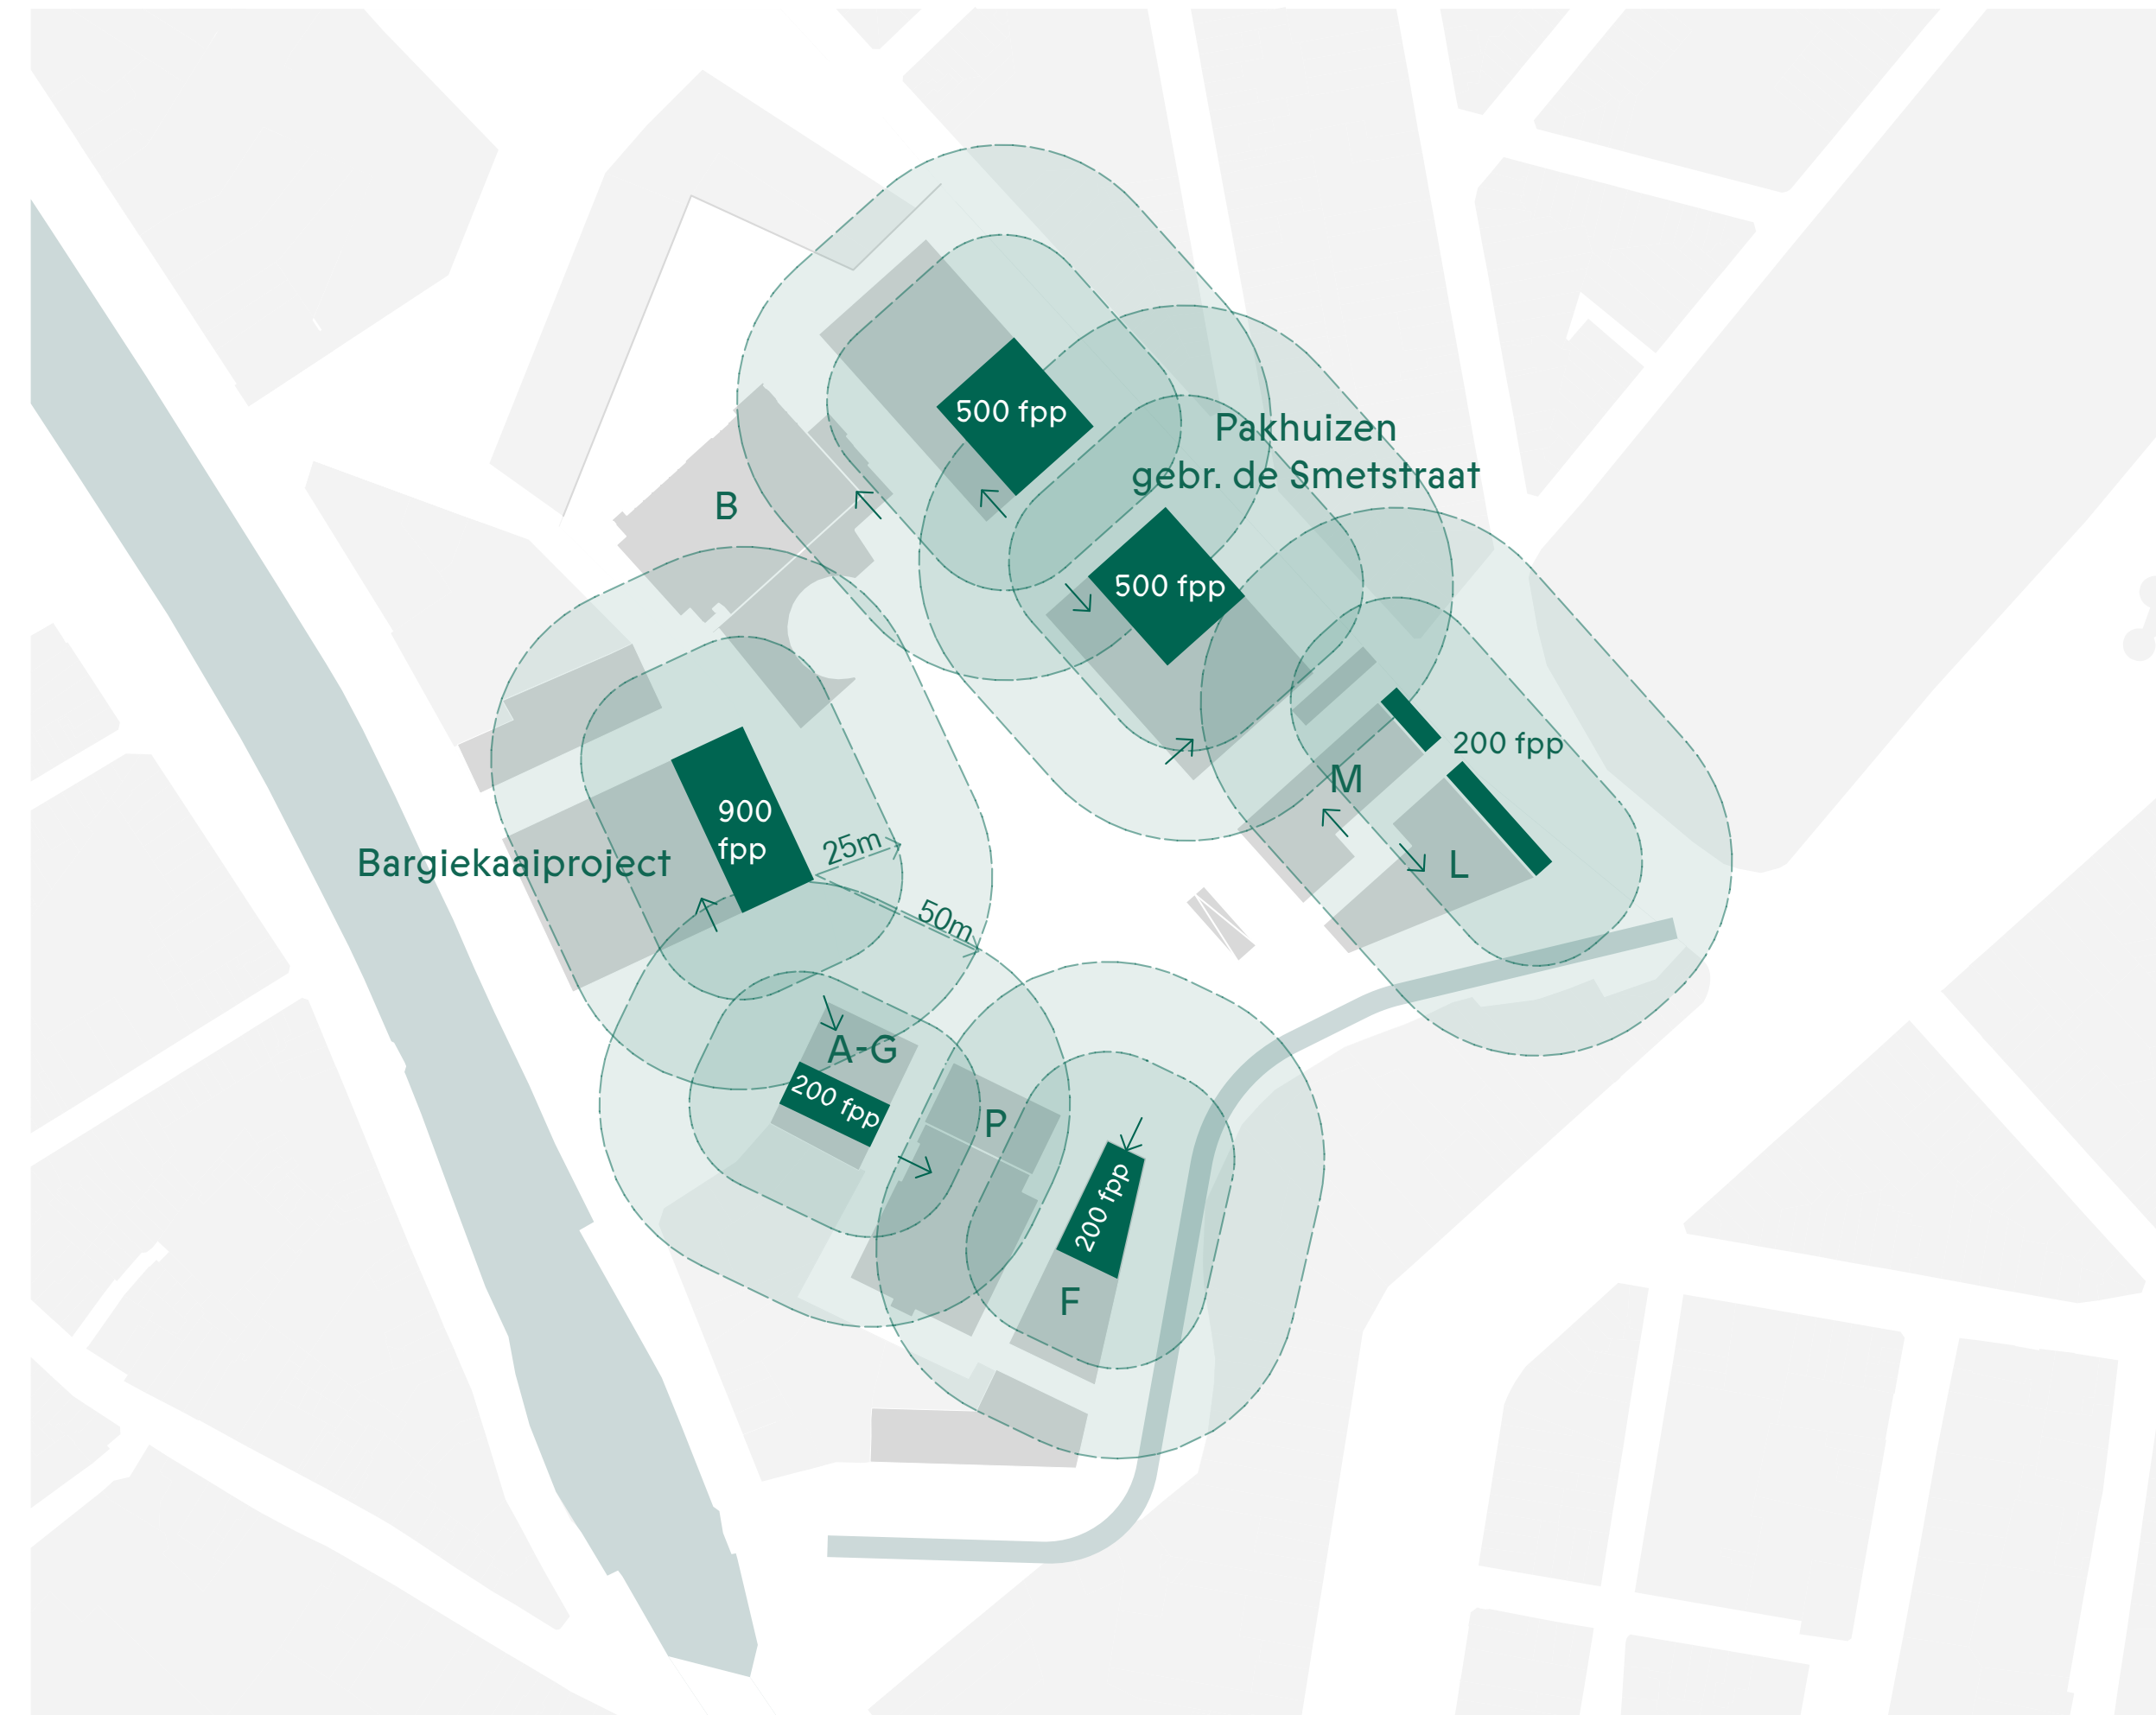 500 fpp
Pakhuizen
gebr. de Smetstraat
B
500 fpp
200 fpp
M
900
fpp
25m
Bargiekaaiproject
L
50m
A-G
200 fpp
P
200 fpp
F